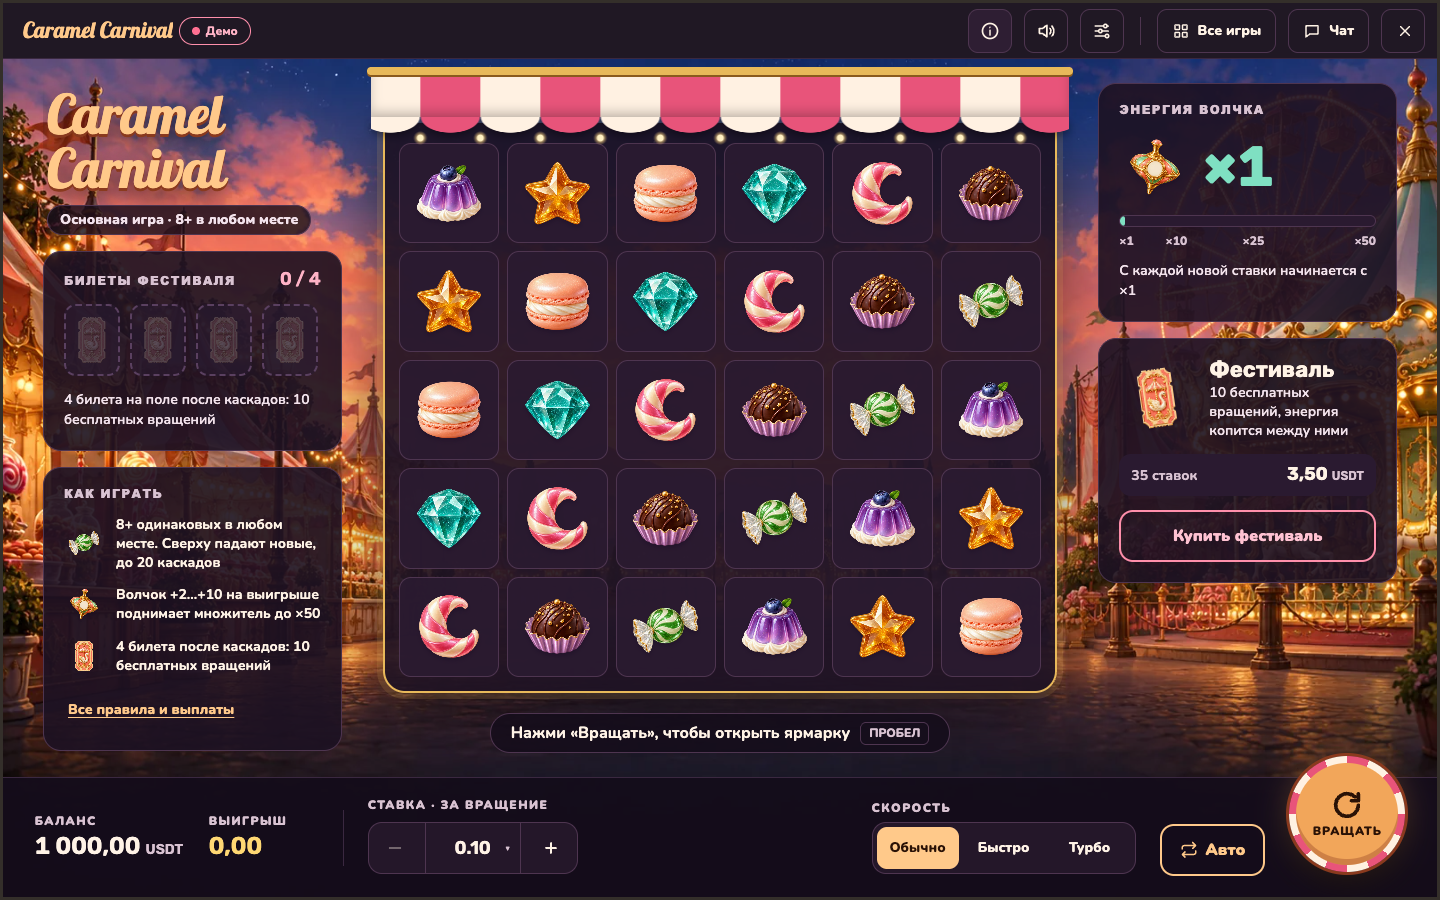 Caramel Carnival
Демо
Все игры
Чат
Caramel
Carnival
Основная игра · 8+ в любом месте
БИЛЕТЫ ФЕСТИВАЛЯ
0 / 4
4 билета на поле после каскадов: 10
бесплатных вращений
КАК ИГРАТЬ
8+ одинаковых в любом
месте. Сверху падают новые,
до 20 каскадов
Волчок +2…+10 на выигрыше
поднимает множитель до ×50
4 билета после каскадов: 10
бесплатных вращений
Все правила и выплаты
Нажми «Вращать», чтобы открыть ярмарку
ПРОБЕЛ
ЭНЕРГИЯ ВОЛЧКА
×1
×1 ×10 ×25 ×50
С каждой новой ставки начинается с
×1
Фестиваль
10 бесплатных
вращений, энергия
копится между ними
35 ставок
3,50 USDT
Купить фестиваль
БАЛАНС
1 000,00 USDT
ВЫИГРЫШ
0,00
СТАВКА · ЗА ВРАЩЕНИЕ
− 0.10 +
СКОРОСТЬ
Обычно
Быстро
Турбо
Авто
ВРАЩАТЬ